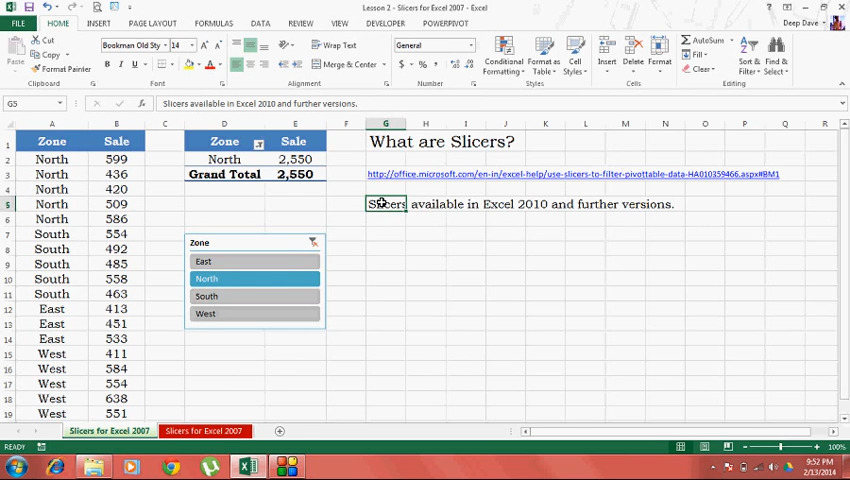 Lesson 2 - Slicers for Excel 2007 - Excel
FILE HOME INSERT PAGE LAYOUT FORMULAS DATA REVIEW VIEW DEVELOPER POWERPIVOT Deep Dave
Cut
Copy
Format Painter
Paste
Clipboard
Bookman Old Sty 14
B I U
Font
Wrap Text
Merge & Center
Alignment
General
$ % ,
Number
Conditional Formatting
Format as Table
Cell Styles
Styles
Insert Delete Format
Cells
AutoSum
Fill
Clear
Sort & Filter
Find & Select
Editing
G5 fx Slicers available in Excel 2010 and further versions.
A B C D E F G H I J K L M N O P Q R
1 Zone Sale Zone Sale What are Slicers?
2 North 599 North 2,550
3 North 436 Grand Total 2,550 http://office.microsoft.com/en-in/excel-help/use-slicers-to-filter-pivottable-data-HA010359466.aspx#BM1
4 North 420
5 North 509 Slicers available in Excel 2010 and further versions.
6 North 586
7 South 554
8 South 492
9 South 485
10 South 558
11 South 463
12 East 413
13 East 451
14 East 533
15 West 411
16 West 584
17 West 554
18 West 638
19 West 551
Zone
East
North
South
West
Slicers for Excel 2007 Slicers for Excel 2007
READY 100%
9:52 PM
2/13/2014